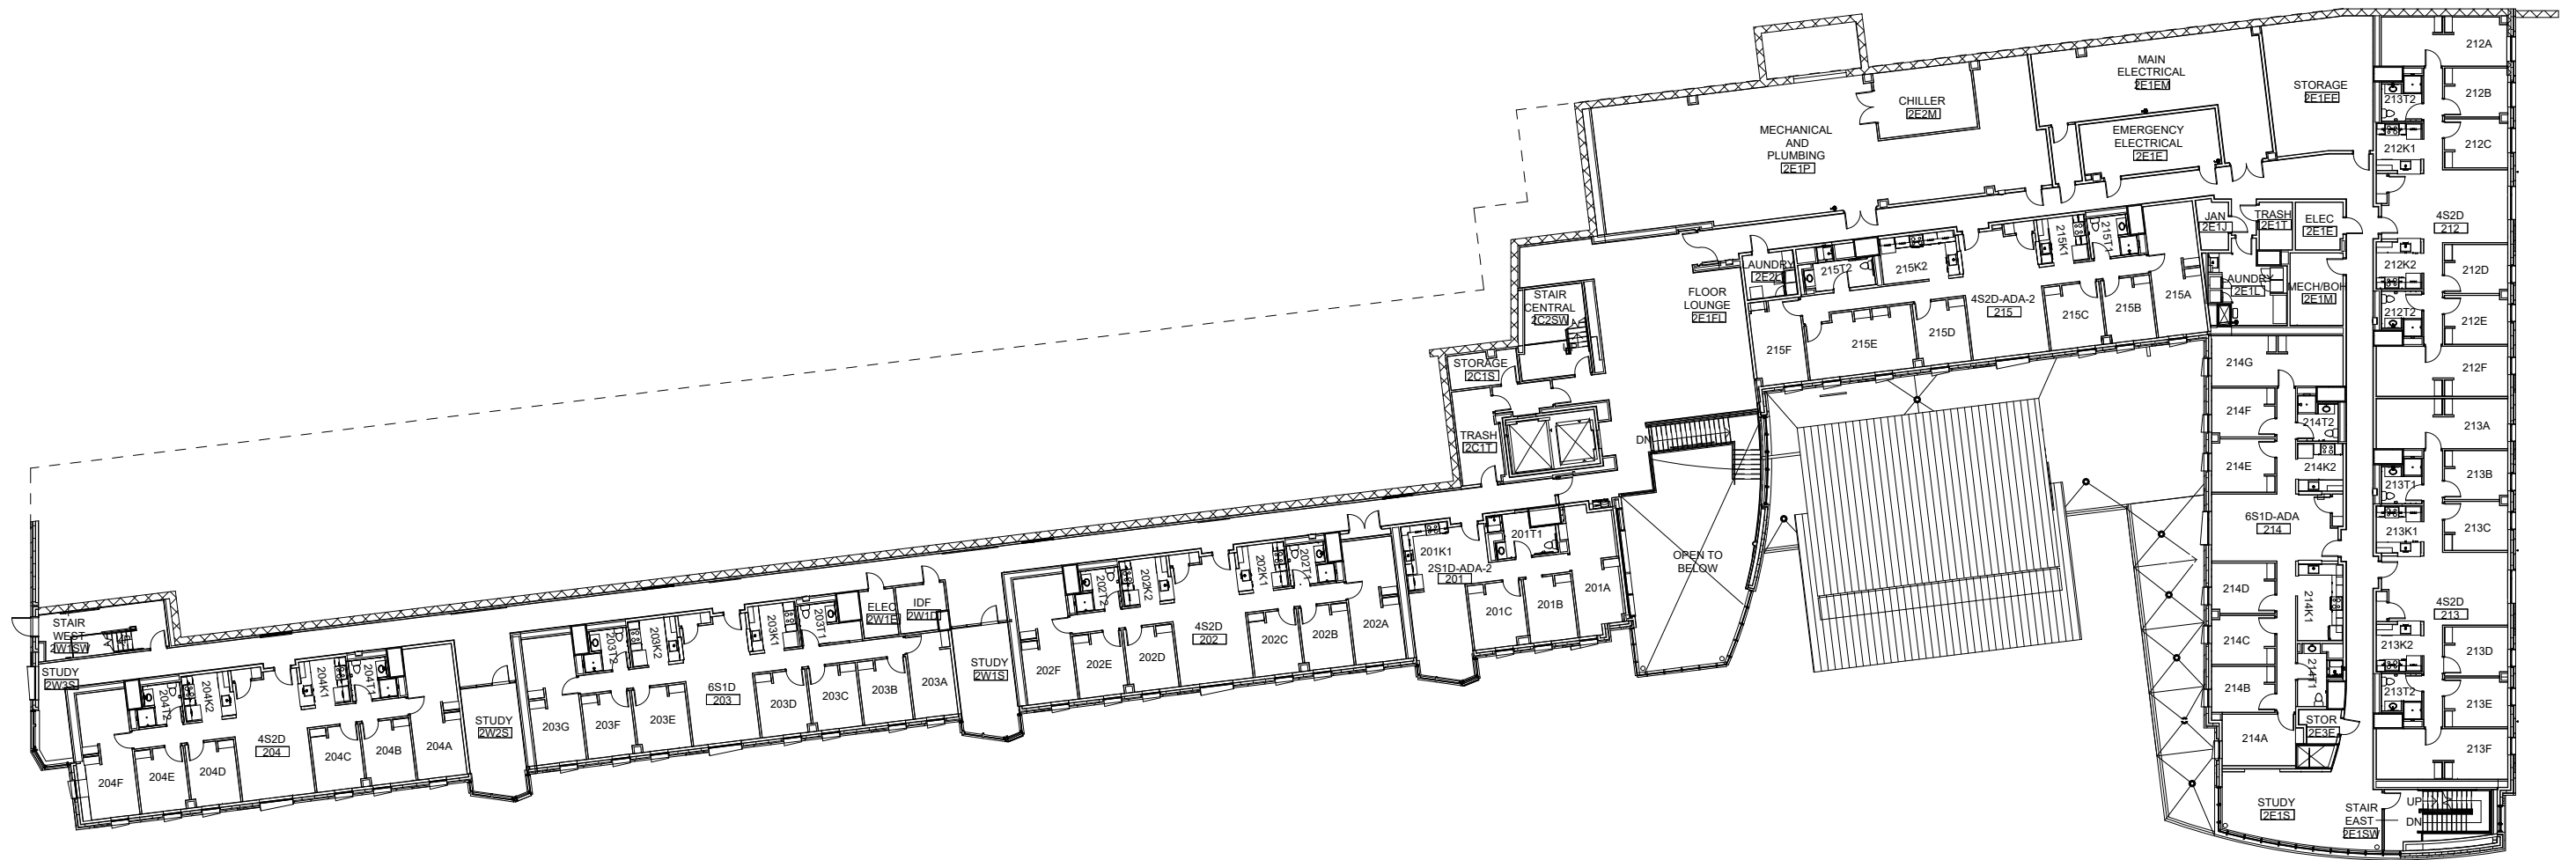 212A
MAIN
ELECTRICAL
2E1EM
STORAGE
2E1EE
213T2
212B
CHILLER
2E2M
MECHANICAL
AND
PLUMBING
2E1P
EMERGENCY
ELECTRICAL
2E1E
212K1
212C
JAN
2E1J
TRASH
2E1T
ELEC
2E1E
4S2D
212
215K1
215T1
LAUNDRY
2E2L
215T2
215K2
FLOOR
LOUNGE
2E1FL
STAIR
CENTRAL
2C2SW
4S2D-ADA-2
215
215A
215B
215C
215D
215E
215F
LAUNDRY
2E1L
MECH/BOH
2E1M
212K2
212D
212T2
212E
212F
STORAGE
2C1S
TRASH
2C1T
DN
214G
214F
214T2
214E
214K2
6S1D-ADA
214
213A
213B
213T1
213C
213K1
OPEN TO
BELOW
201K1
201T1
2S1D-ADA-2
201
201A
201B
201C
214D
214K1
214C
214B
214T1
214A
STOR
2E3E
4S2D
213
213K2
213D
213T2
213E
213F
STUDY
2E1S
STAIR
EAST
2E1SW
UP
DN
202T2
202K2
202K1
202T1
4S2D
202
202A
202B
202C
202D
202E
202F
IDF
2W1D
ELEC
2W1E
STUDY
2W1S
203T2
203K2
203K1
203T1
6S1D
203
203A
203B
203C
203D
203E
203F
203G
STUDY
2W2S
STAIR
WEST
2W1SW
STUDY
2W3S
204T2
204K2
204K1
204T1
4S2D
204
204A
204B
204C
204D
204E
204F